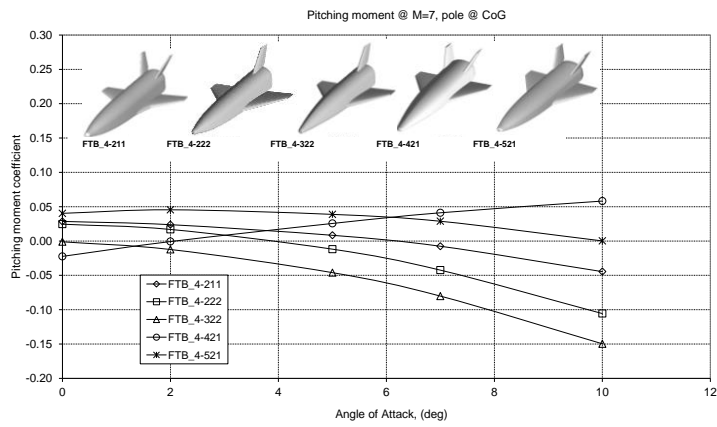 Pitching moment @ M=7, pole @ CoG
0.30
0.25
0.20
0.15
0.10
0.05
0.00
-0.05
-0.10
-0.15
-0.20
Pitching moment coefficient
FTB_4-211
FTB_4-222
FTB_4-322
FTB_4-421
FTB_4-521
FTB_4-211
FTB_4-222
FTB_4-322
FTB_4-421
FTB_4-521
0 2 4 6 8 10 12
Angle of Attack, (deg)